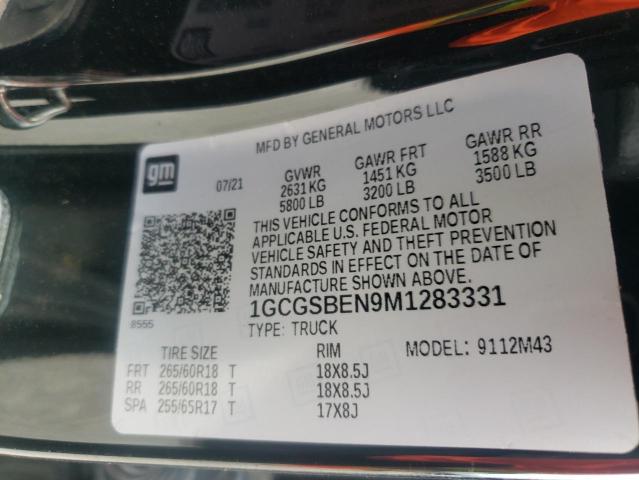 MFD BY GENERAL MOTORS LLC
gm
07/21
GVWR GAWR FRT GAWR RR
2631 KG 1451 KG 1588 KG
5800 LB 3200 LB 3500 LB
THIS VEHICLE CONFORMS TO ALL
APPLICABLE U.S. FEDERAL MOTOR
VEHICLE SAFETY AND THEFT PREVENTION
STANDARDS IN EFFECT ON THE DATE OF
MANUFACTURE SHOWN ABOVE.
8555
1GCGSBEN9M1283331
TYPE: TRUCK
MODEL: 9112M43
TIRE SIZE RIM
FRT 265/60R18 T 18X8.5J
RR 265/60R18 T 18X8.5J
SPA 255/65R17 T 17X8J